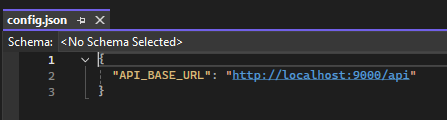 config.json
Schema: <No Schema Selected>
1 {
2 "API_BASE_URL": "http://localhost:9000/api"
3 }